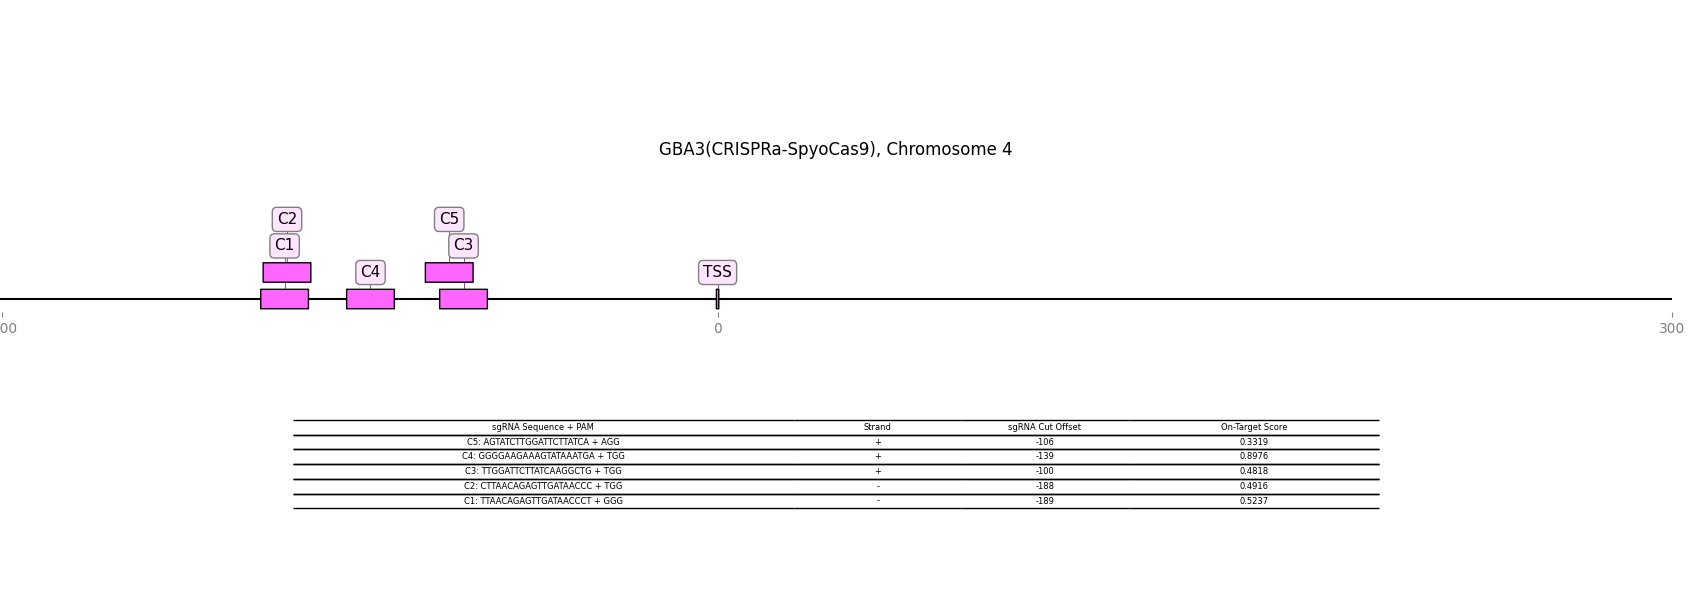 GBA3(CRISPRa-SpyoCas9), Chromosome 4
C2
C5
C1
C3
C4
TSS
00
0
300
sgRNA Sequence + PAM Strand sgRNA Cut Offset On-Target Score
C5: AGTATCTTGGATTCTTATCA + AGG + -106 0.3319
C4: GGGGAAGAAAGTATAAATGA + TGG + -139 0.8976
C3: TTGGATTCTTATCAAGGCTG + TGG + -100 0.4818
C2: CTTAACAGAGTTGATAACCC + TGG - -188 0.4916
C1: TTAACAGAGTTGATAACCCT + GGG - -189 0.5237